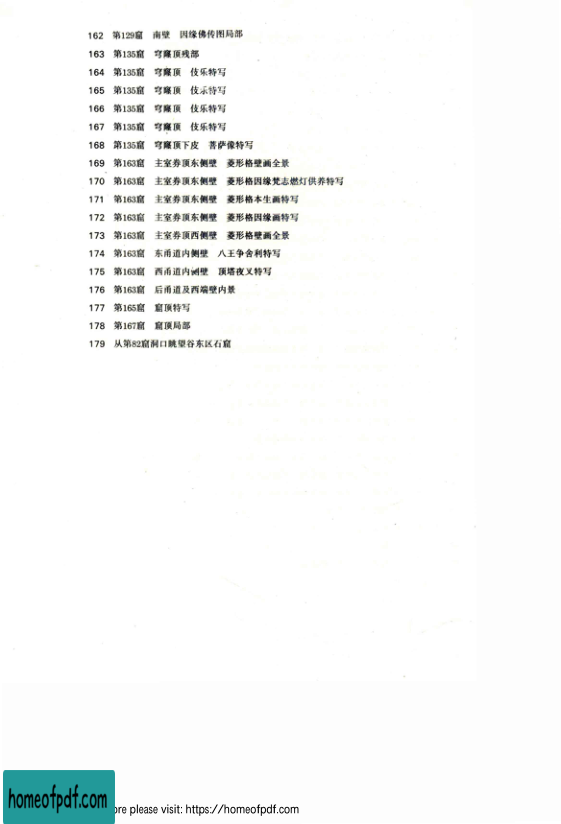 162 第129窟 南壁 因缘佛传图局部
163 第135窟 穹窿顶残部
164 第135窟 穹窿顶 伎乐特写
165 第135窟 穹窿顶 伎乐特写
166 第135窟 穹窿顶 伎乐特写
167 第135窟 穹窿顶 伎乐特写
168 第135窟 穹窿顶下皮 菩萨像特写
169 第163窟 主室券顶东侧壁 菱形格壁画全景
170 第163窟 主室券顶东侧壁 菱形格因缘梵志燃灯供养特写
171 第163窟 主室券顶东侧壁 菱形格本生画特写
172 第163窟 主室券顶东侧壁 菱形格因缘画特写
173 第163窟 主室券顶西侧壁 菱形格壁画全景
174 第163窟 东甬道内侧壁 八王争舍利特写
175 第163窟 西甬道内侧壁 顶塔夜叉特写
176 第163窟 后甬道及西端壁内景
177 第165窟 窟顶特写
178 第167窟 窟顶局部
179 从第82窟洞口眺望谷东区石窟
homeofpdf.com
ore please visit: https://homeofpdf.com